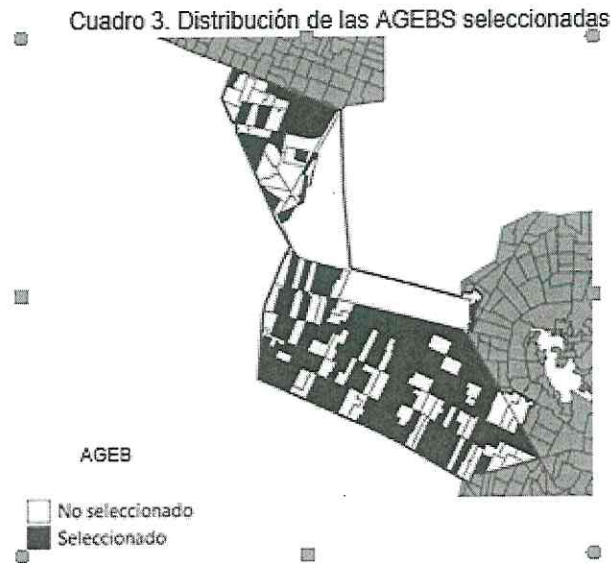 Cuadro 3. Distribución de las AGEBS seleccionadas
AGEB
No seleccionado
Seleccionado